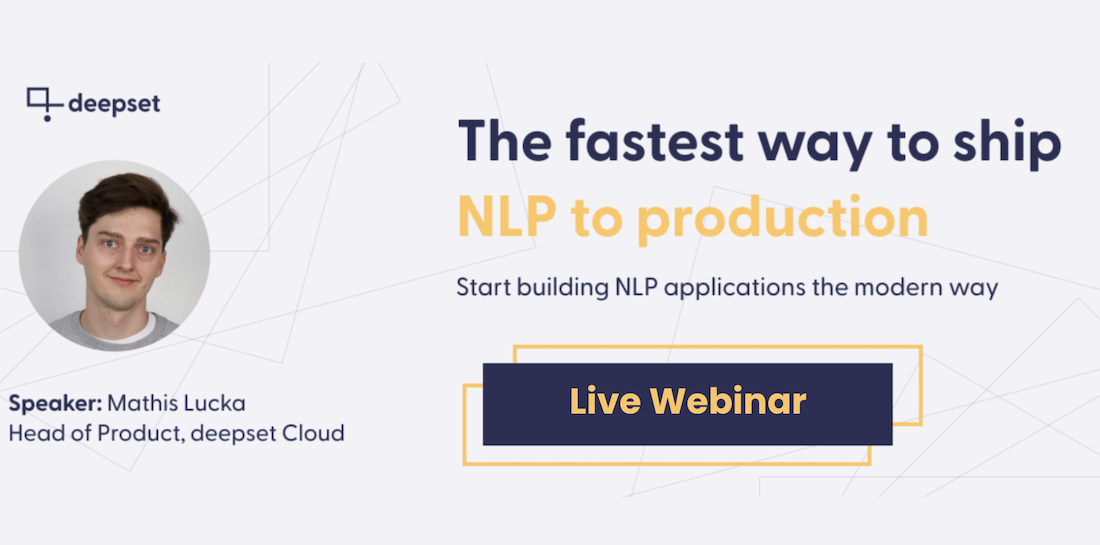 deepset
The fastest way to ship
NLP to production
Start building NLP applications the modern way
Live Webinar
Speaker: Mathis Lucka
Head of Product, deepset Cloud